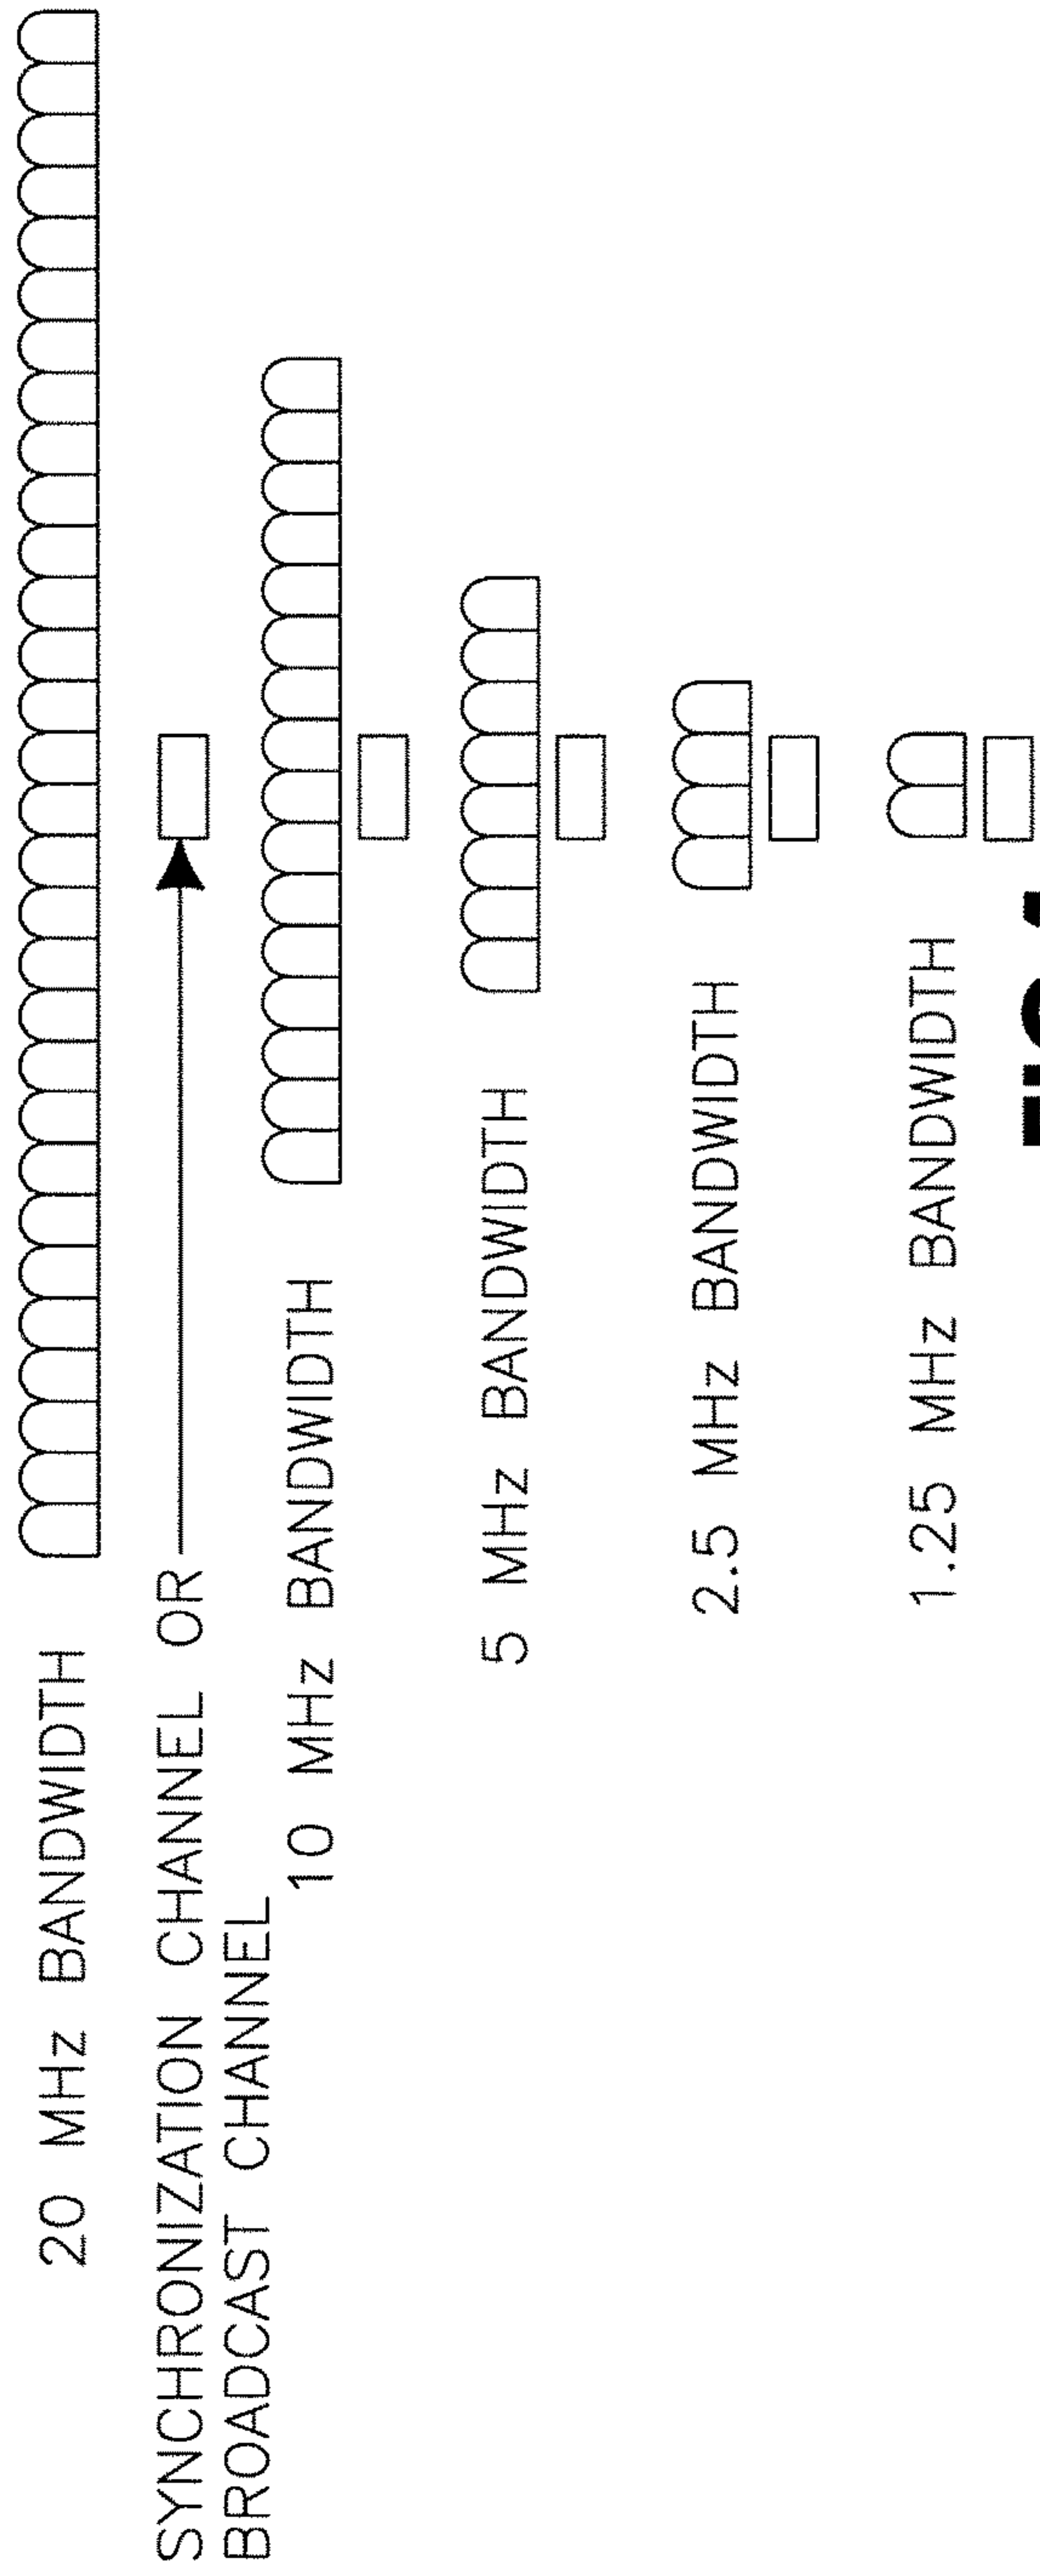 20 MHz BANDWIDTH
SYNCHRONIZATION CHANNEL OR
BROADCAST CHANNEL
10 MHz BANDWIDTH
5 MHz BANDWIDTH
2.5 MHz BANDWIDTH
1.25 MHz BANDWIDTH